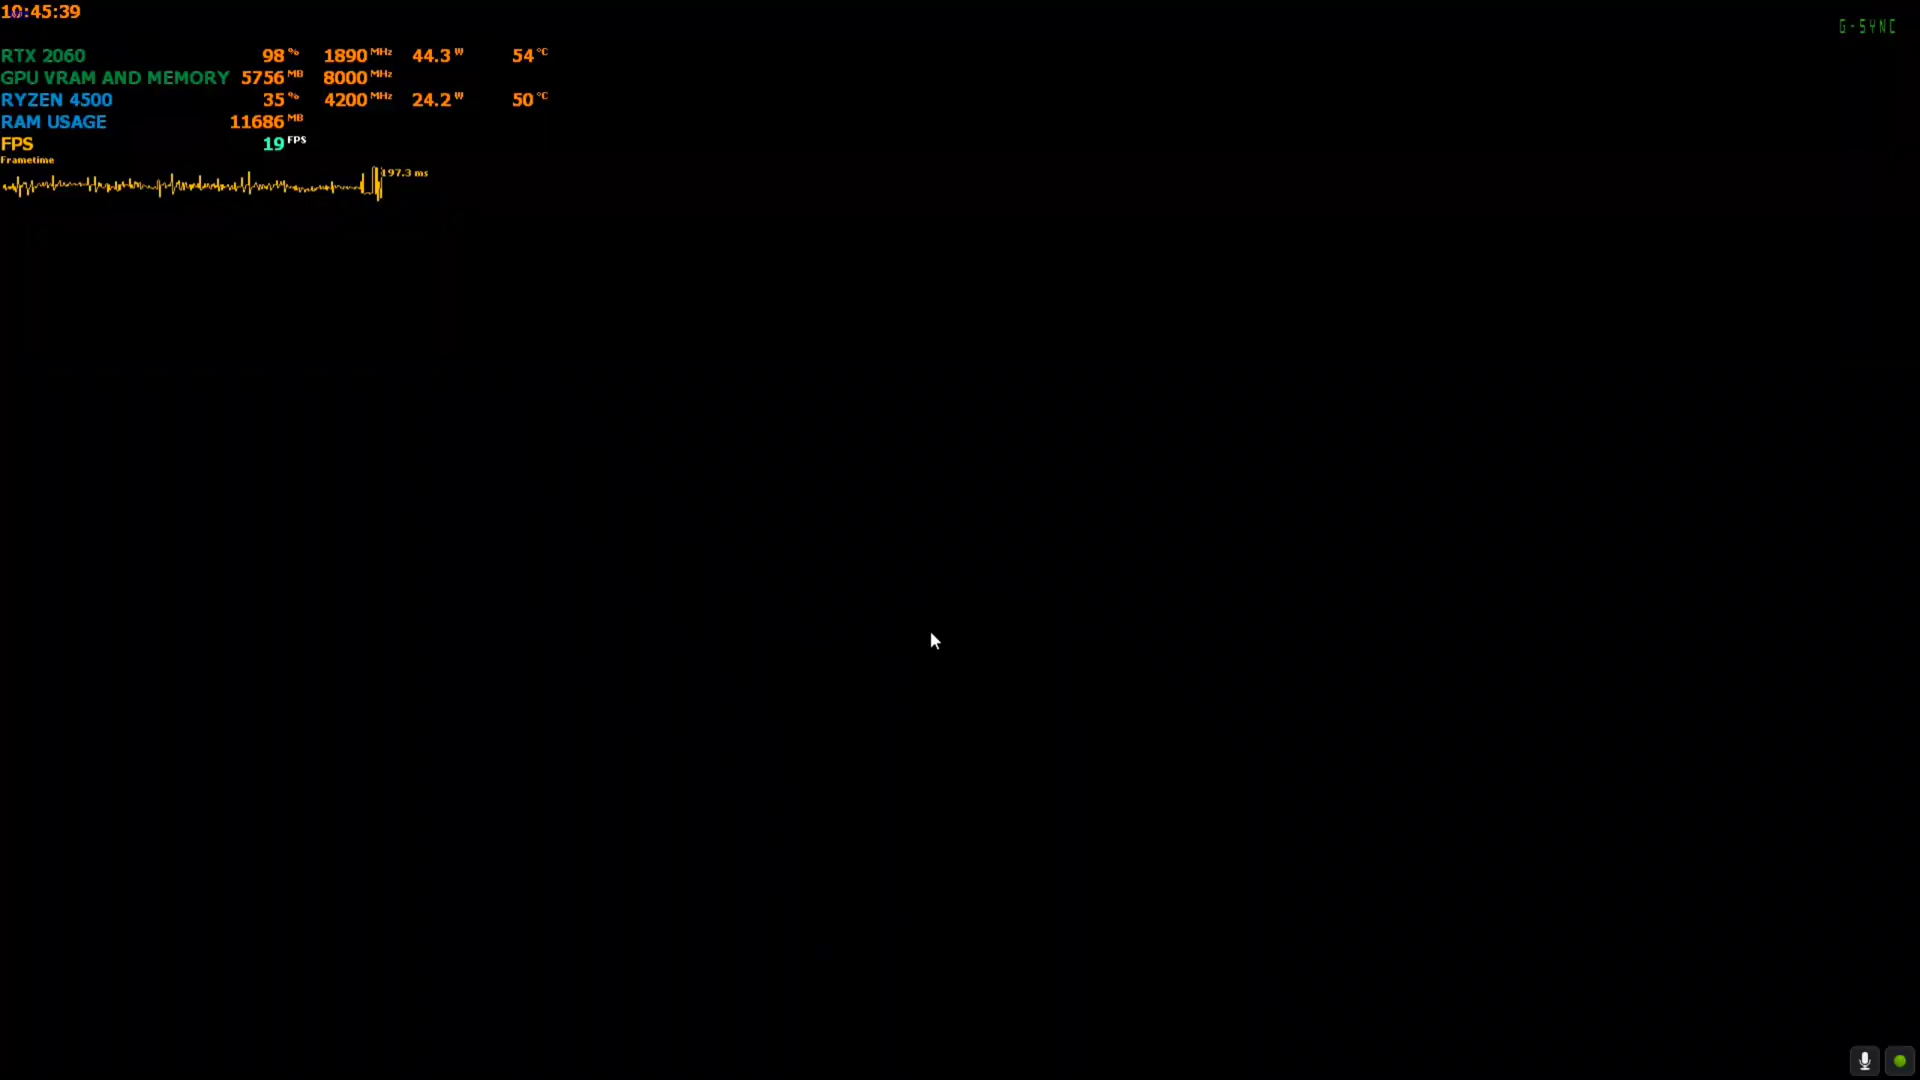 10:45:39
G-SYNC
RTX 2060 98 % 1890 MHz 44.3 W 54 °C
GPU VRAM AND MEMORY 5756 MB 8000 MHz
RYZEN 4500 35 % 4200 MHz 24.2 W 50 °C
RAM USAGE 11686 MB
FPS 19 FPS
Frametime
197.3 ms